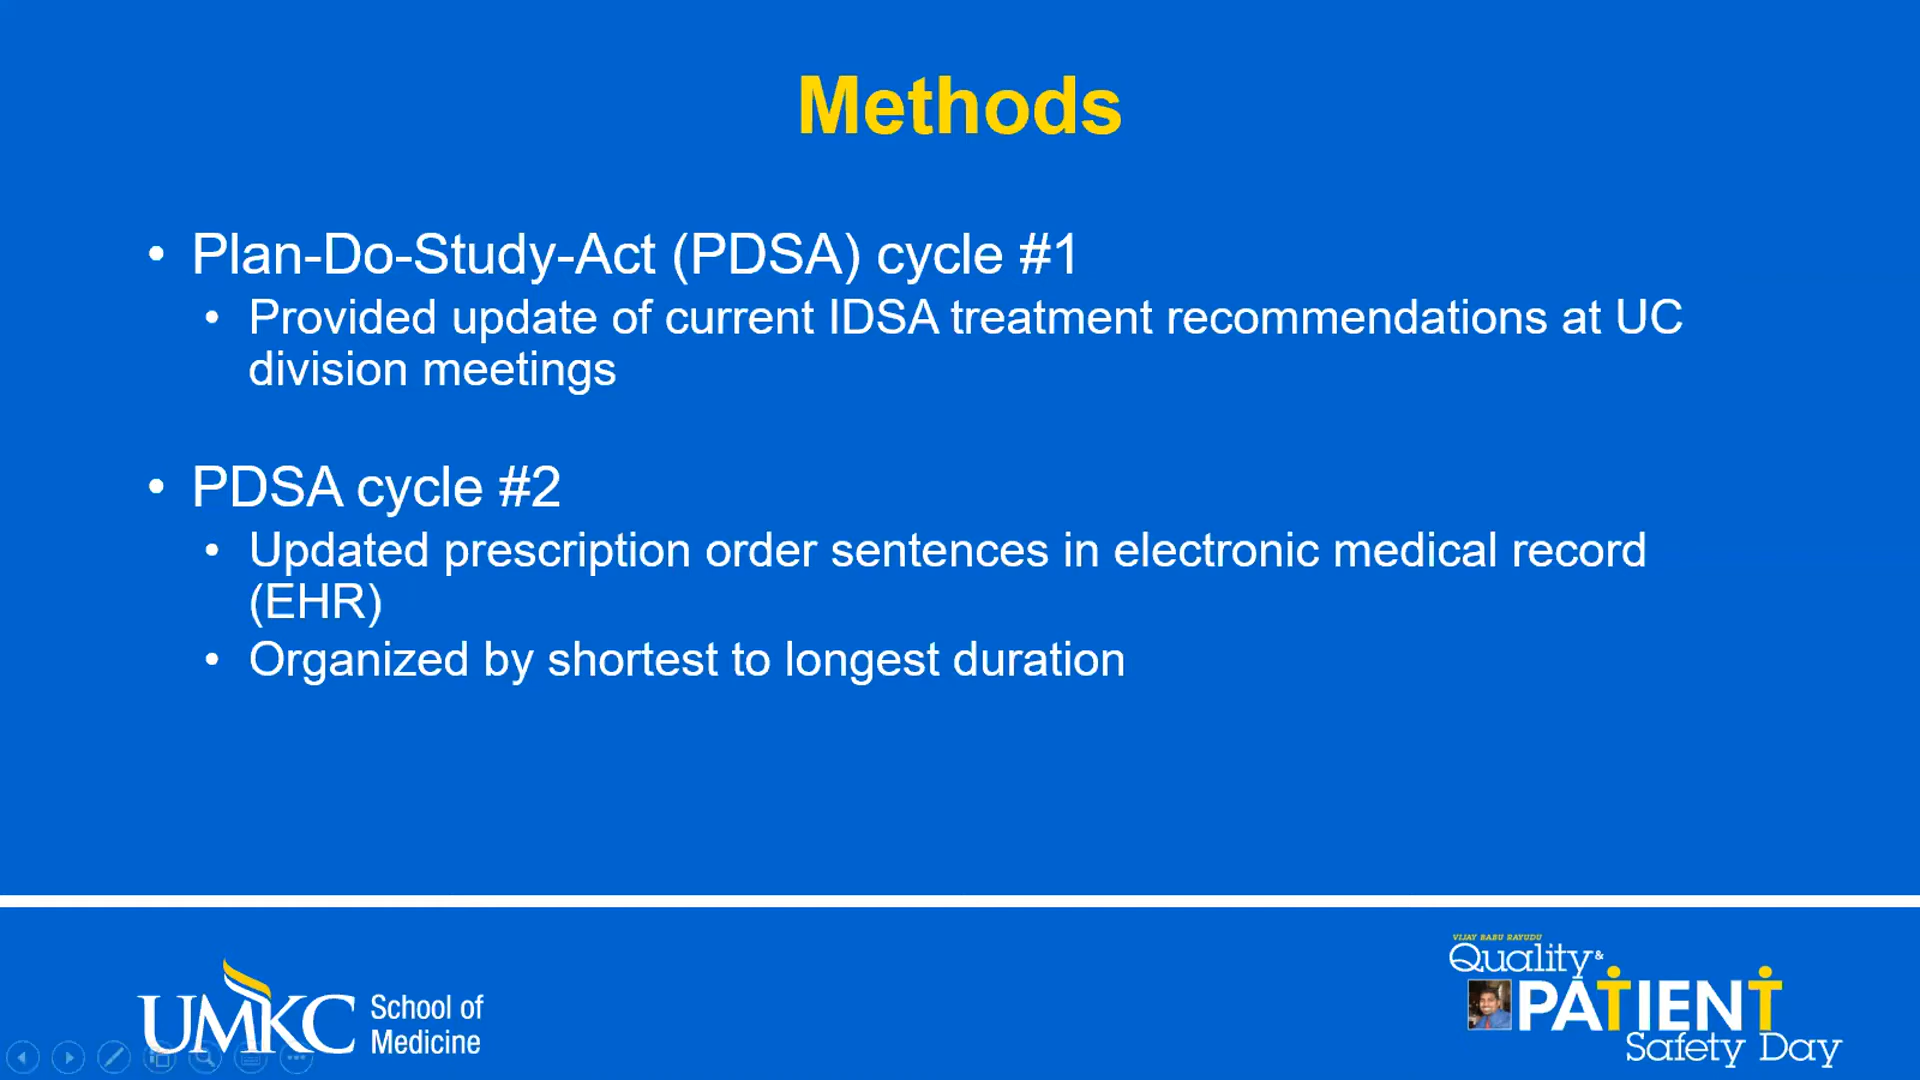 Methods
• Plan-Do-Study-Act (PDSA) cycle #1
• Provided update of current IDSA treatment recommendations at UC
division meetings
• PDSA cycle #2
• Updated prescription order sentences in electronic medical record
(EHR)
• Organized by shortest to longest duration
UMKC School of
Medicine
VIJAY BABU RAYUDU
Quality &
PATIENT
Safety Day